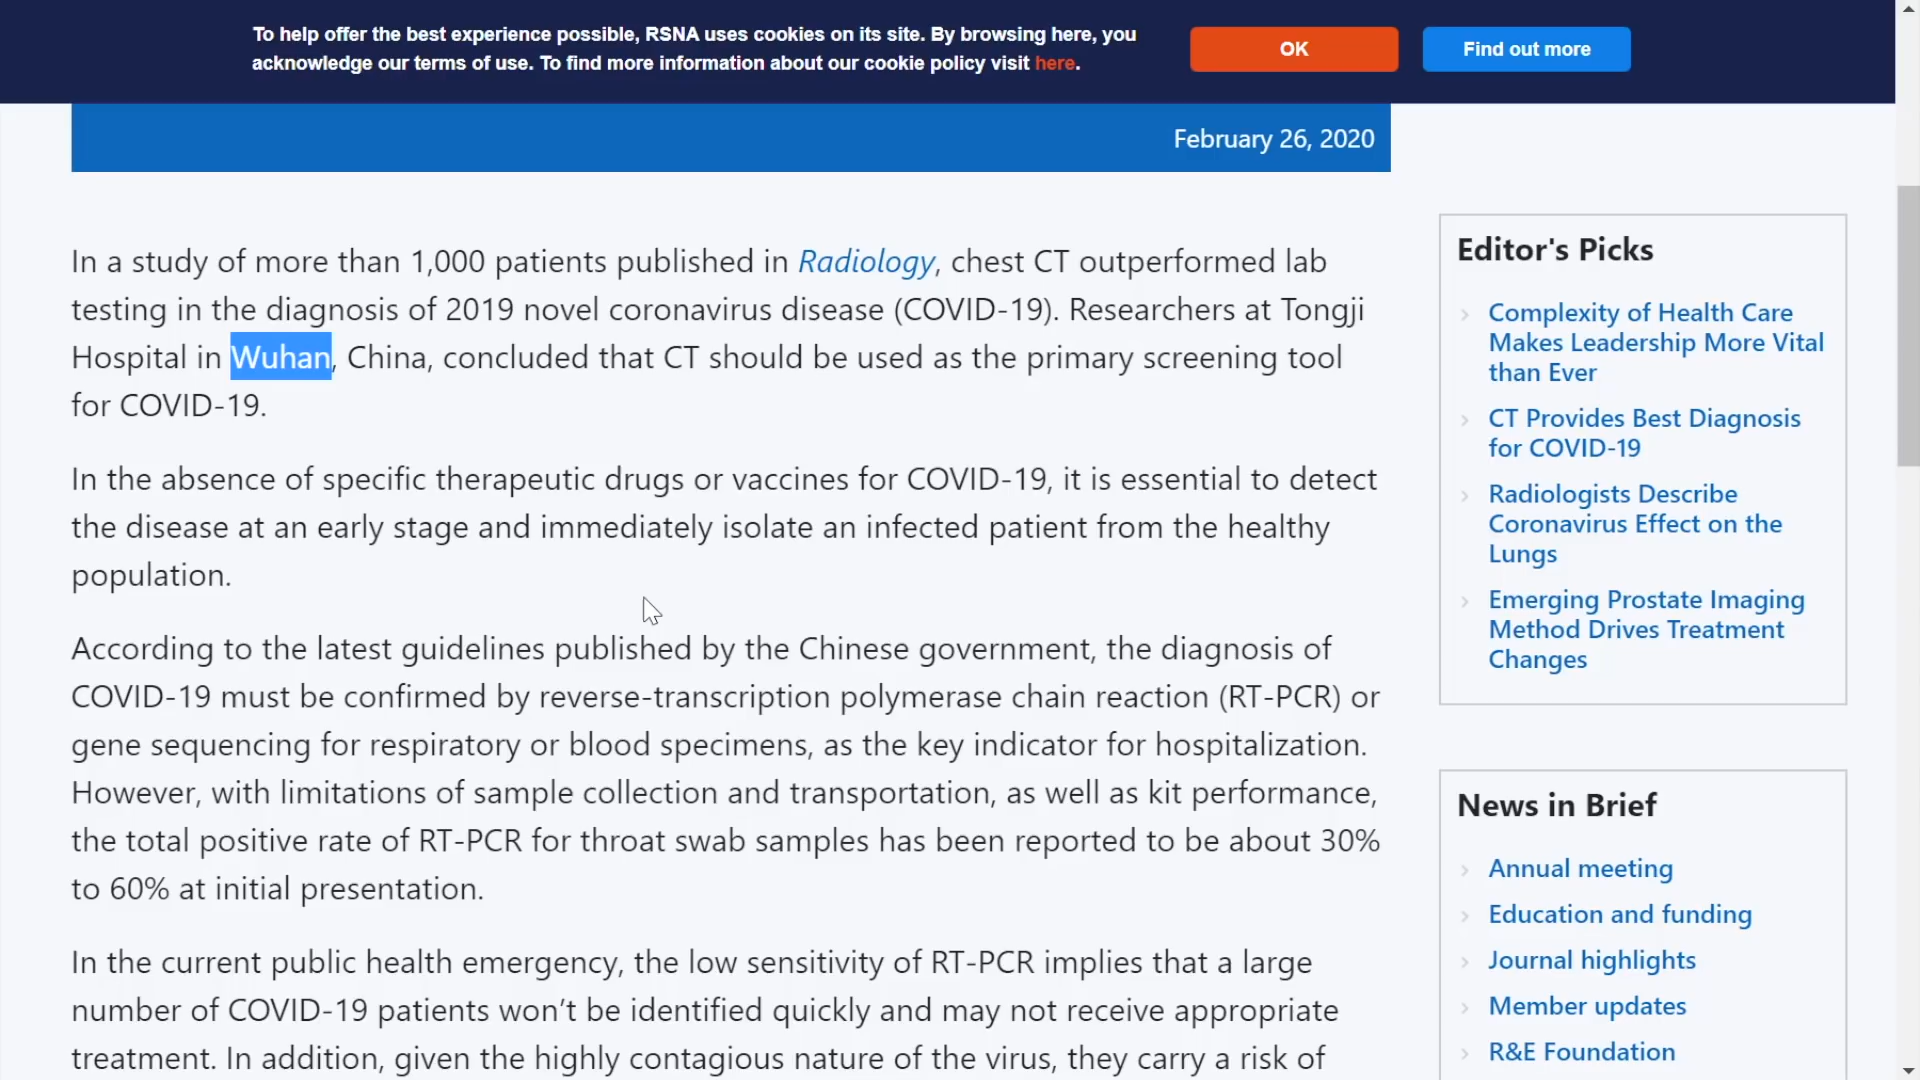 To help offer the best experience possible, RSNA uses cookies on its site. By browsing here, you
acknowledge our terms of use. To find more information about our cookie policy visit here.
OK
Find out more
February 26, 2020
In a study of more than 1,000 patients published in Radiology, chest CT outperformed lab
testing in the diagnosis of 2019 novel coronavirus disease (COVID-19). Researchers at Tongji
Hospital in Wuhan, China, concluded that CT should be used as the primary screening tool
for COVID-19.
In the absence of specific therapeutic drugs or vaccines for COVID-19, it is essential to detect
the disease at an early stage and immediately isolate an infected patient from the healthy
population.
According to the latest guidelines published by the Chinese government, the diagnosis of
COVID-19 must be confirmed by reverse-transcription polymerase chain reaction (RT-PCR) or
gene sequencing for respiratory or blood specimens, as the key indicator for hospitalization.
However, with limitations of sample collection and transportation, as well as kit performance,
the total positive rate of RT-PCR for throat swab samples has been reported to be about 30%
to 60% at initial presentation.
In the current public health emergency, the low sensitivity of RT-PCR implies that a large
number of COVID-19 patients won’t be identified quickly and may not receive appropriate
treatment. In addition, given the highly contagious nature of the virus, they carry a risk of
Editor's Picks
Complexity of Health Care
Makes Leadership More Vital
than Ever
CT Provides Best Diagnosis
for COVID-19
Radiologists Describe
Coronavirus Effect on the
Lungs
Emerging Prostate Imaging
Method Drives Treatment
Changes
News in Brief
Annual meeting
Education and funding
Journal highlights
Member updates
R&E Foundation